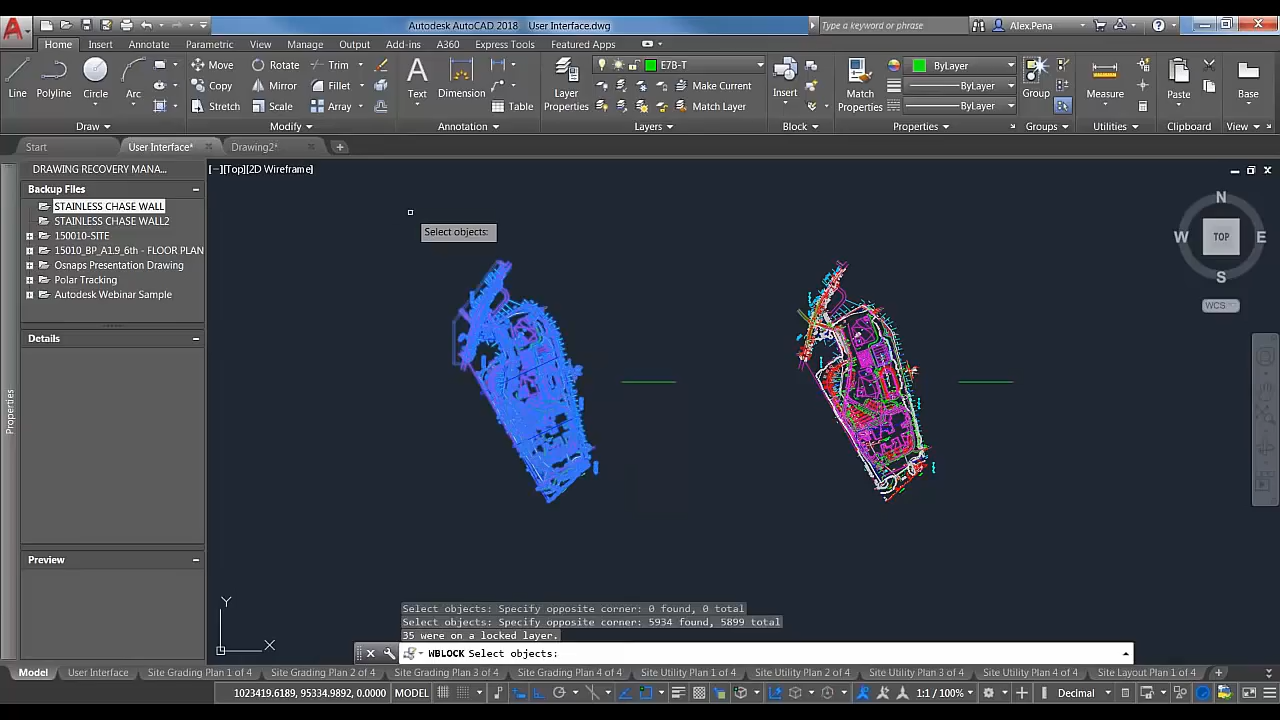 Autodesk AutoCAD 2018 User Interface.dwg
Type a keyword or phrase
Alex.Pena
Home Insert Annotate Parametric View Manage Output Add-ins A360 Express Tools Featured Apps
Line
Polyline
Circle
Arc
Move
Rotate
Trim
Copy
Mirror
Fillet
Stretch
Scale
Array
Text
Dimension
Table
Layer
Properties
E7B-T
Make Current
Match Layer
Insert
Match
Properties
ByLayer
ByLayer
ByLayer
Group
Measure
Paste
Base
Draw
Modify
Annotation
Layers
Block
Properties
Groups
Utilities
Clipboard
View
Start
User Interface*
Drawing2*
DRAWING RECOVERY MANA...
Backup Files
STAINLESS CHASE WALL
STAINLESS CHASE WALL2
150010-SITE
15010_BP_A1.9_6th - FLOOR PLAN
Osnaps Presentation Drawing
Polar Tracking
Autodesk Webinar Sample
Details
Preview
Properties
[−][Top][2D Wireframe]
Select objects:
N
W
TOP
E
S
WCS
Y
X
Select objects: Specify opposite corner: 0 found, 0 total
Select objects: Specify opposite corner: 5934 found, 5899 total
35 were on a locked layer.
WBLOCK Select objects:
Model User Interface Site Grading Plan 1 of 4 Site Grading Plan 2 of 4 Site Grading Plan 3 of 4 Site Grading Plan 4 of 4 Site Utility Plan 1 of 4 Site Utility Plan 2 of 4 Site Utility Plan 3 of 4 Site Utility Plan 4 of 4 Site Layout Plan 1 of 4
1023419.6189, 95334.9892, 0.0000 MODEL 1:1 / 100% Decimal